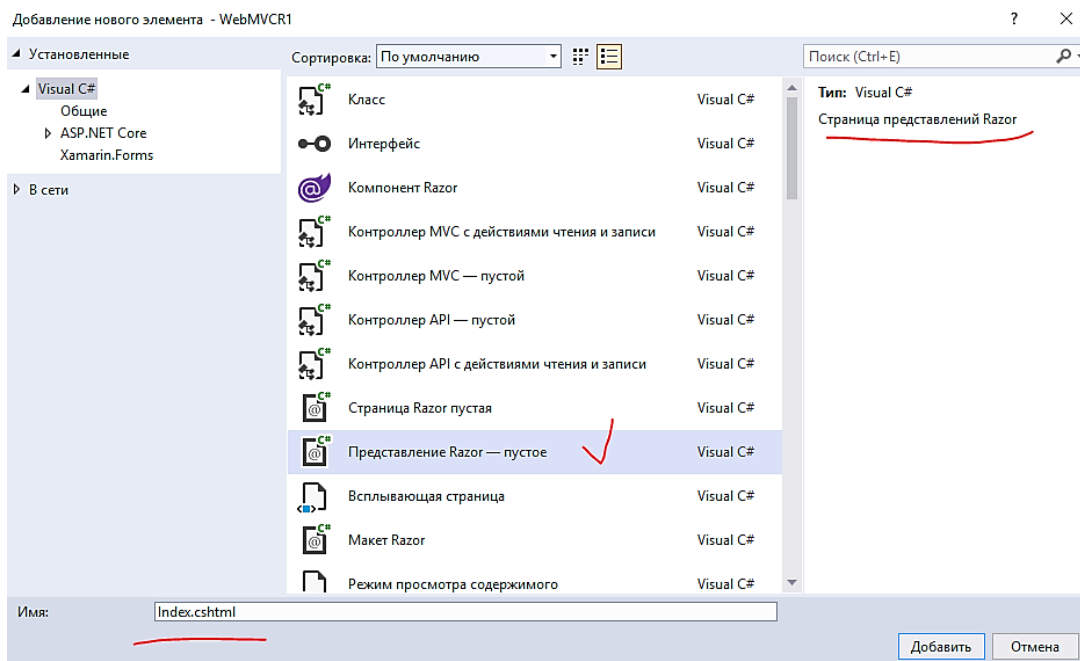 Добавление нового элемента - WebMVCR1
?
Установленные
Visual C#
Общие
ASP.NET Core
Xamarin.Forms
В сети
Сортировка: По умолчанию
Класс Visual C#
Интерфейс Visual C#
Компонент Razor Visual C#
Контроллер MVC с действиями чтения и записи Visual C#
Контроллер MVC — пустой Visual C#
Контроллер API — пустой Visual C#
Контроллер API с действиями чтения и записи Visual C#
Страница Razor пустая Visual C#
Представление Razor — пустое Visual C#
Всплывающая страница Visual C#
Макет Razor Visual C#
Режим просмотра содержимого Visual C#
Поиск (Ctrl+E)
Тип: Visual C#
Страница представлений Razor
Имя: Index.cshtml
Добавить Отмена